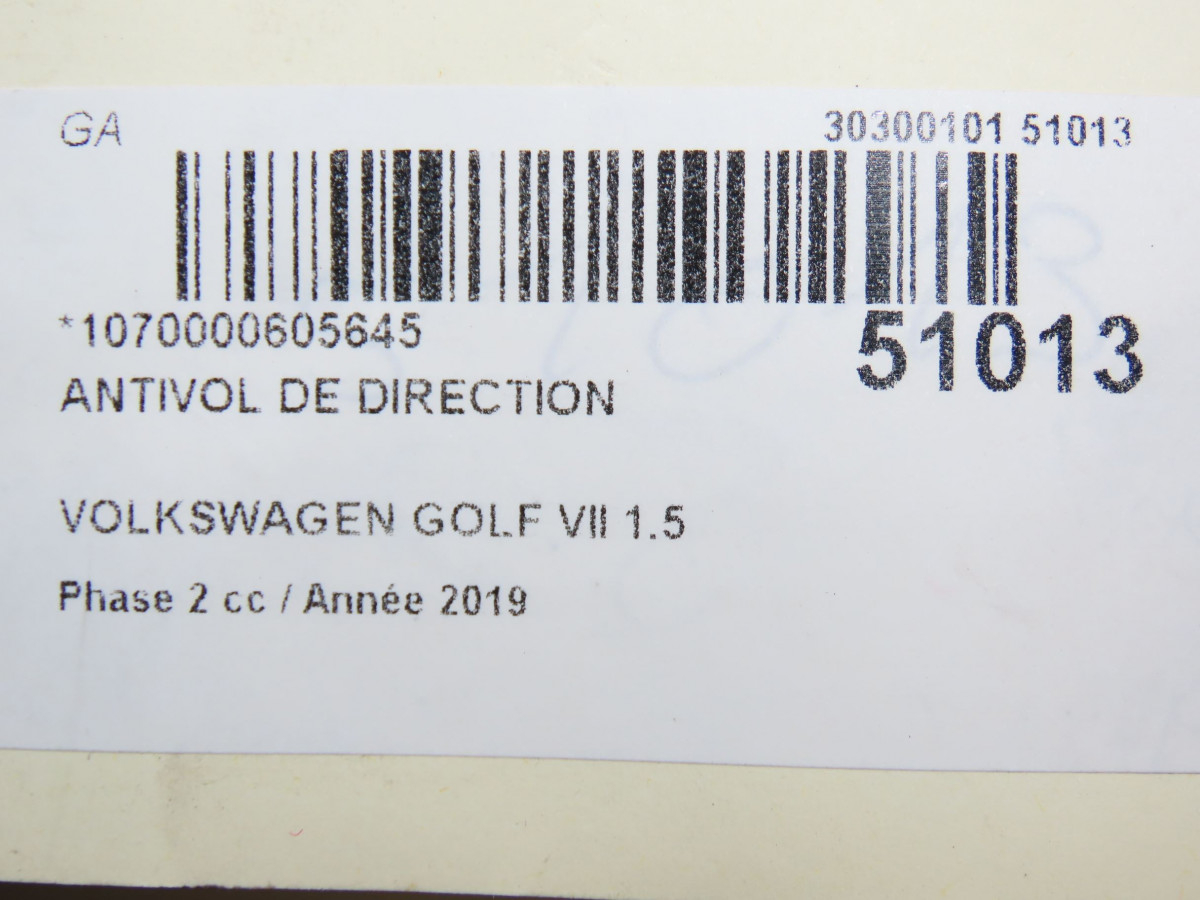 GA
30300101 51013
*1070000605645
51013
ANTIVOL DE DIRECTION
VOLKSWAGEN GOLF VII 1.5
Phase 2 cc / Année 2019